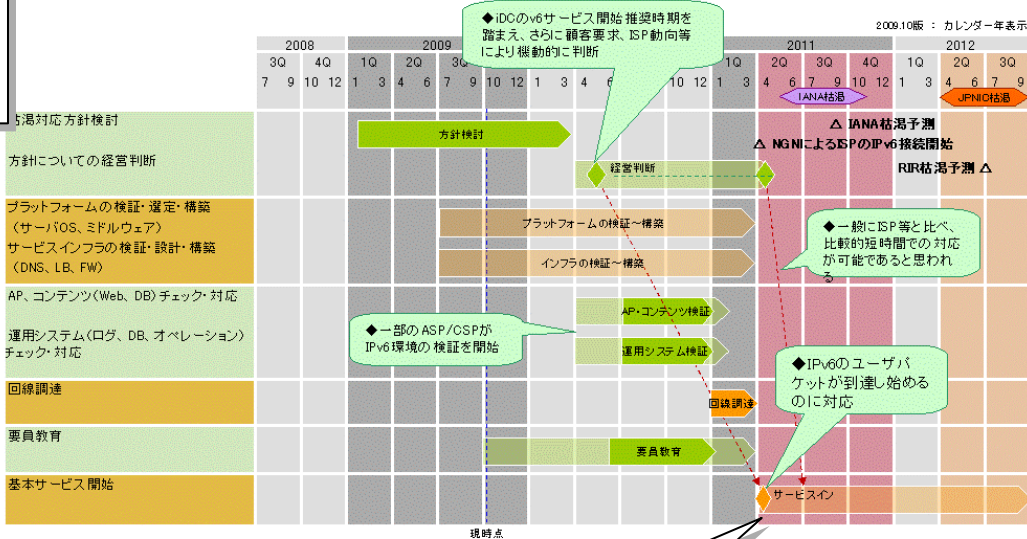 ◆iDCのv6サービス開始推奨時期を
踏まえ、さらに顧客要求、ISP動向等
により機動的に判断
2009.10版 : カレンダー年表示
2008 2009 2011 2012
3Q 4Q 1Q 2Q 3Q 1Q 2Q 3Q 4Q 1Q 2Q 3Q
7 9 10 12 1 3 4 6 7 9 10 12 1 3 4 10 12 1 3 4 6 7 9 10 12 1 3 4 6 7 9
IANA枯渇 JPNIC枯渇
枯渇対応方針検討
方針検討
△ IANA枯渇予測
△ NGNによるISPのIPv6接続開始
方針についての経営判断
経営判断
RIR枯渇予測 △
プラットフォームの検証・選定・構築
(サーバOS、ミドルウェア)
プラットフォームの検証~構築
サービスインフラの検証・設計・構築
(DNS、LB、FW)
インフラの検証~構築
◆一般にISP等と比べ、
比較的短時間での対応
が可能であると思われ
る
AP、コンテンツ(Web、DB)チェック・対応
AP・コンテンツ検証
運用システム(ログ、DB、オペレーション)
チェック・対応
運用システム検証
◆一部のASP/CSPが
IPv6環境の検証を開始
◆IPv6のユーザパ
ケットが到達し始める
のに対応
回線調達
回線調達
要員教育
要員教育
基本サービス開始
サービスイン
現時点